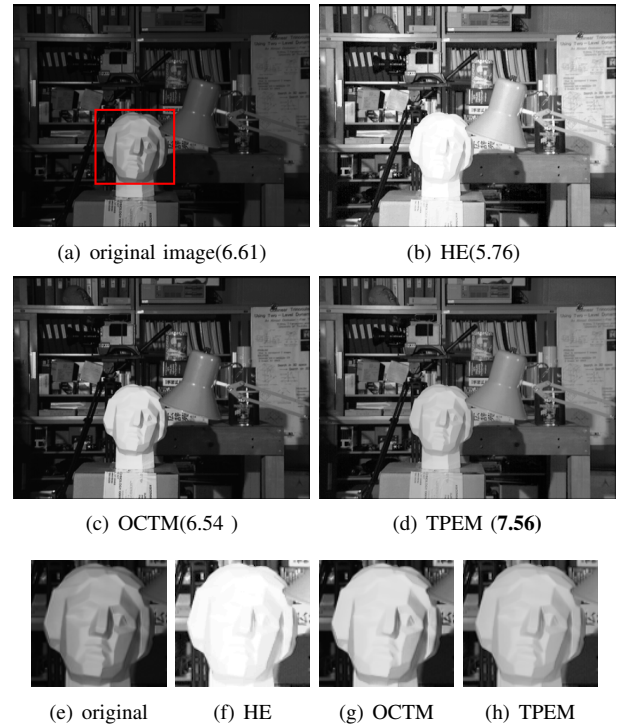 (a) original image(6.61)
(b) HE(5.76)
(c) OCTM(6.54 )
(d) TPEM (7.56)
(e) original
(f) HE
(g) OCTM
(h) TPEM